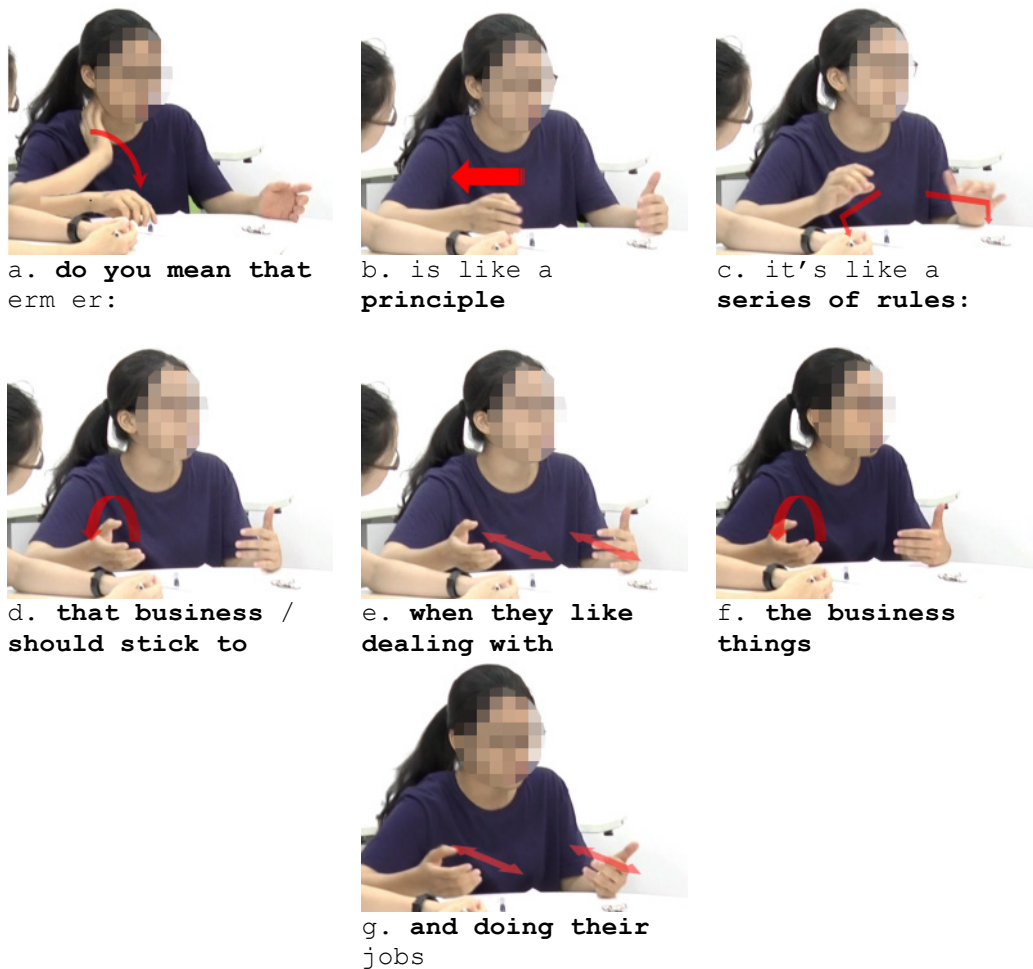 a. do you mean that
erm er:
b. is like a
principle
c. it’s like a
series of rules:
d. that business /
should stick to
e. when they like
dealing with
f. the business
things
g. and doing their
jobs